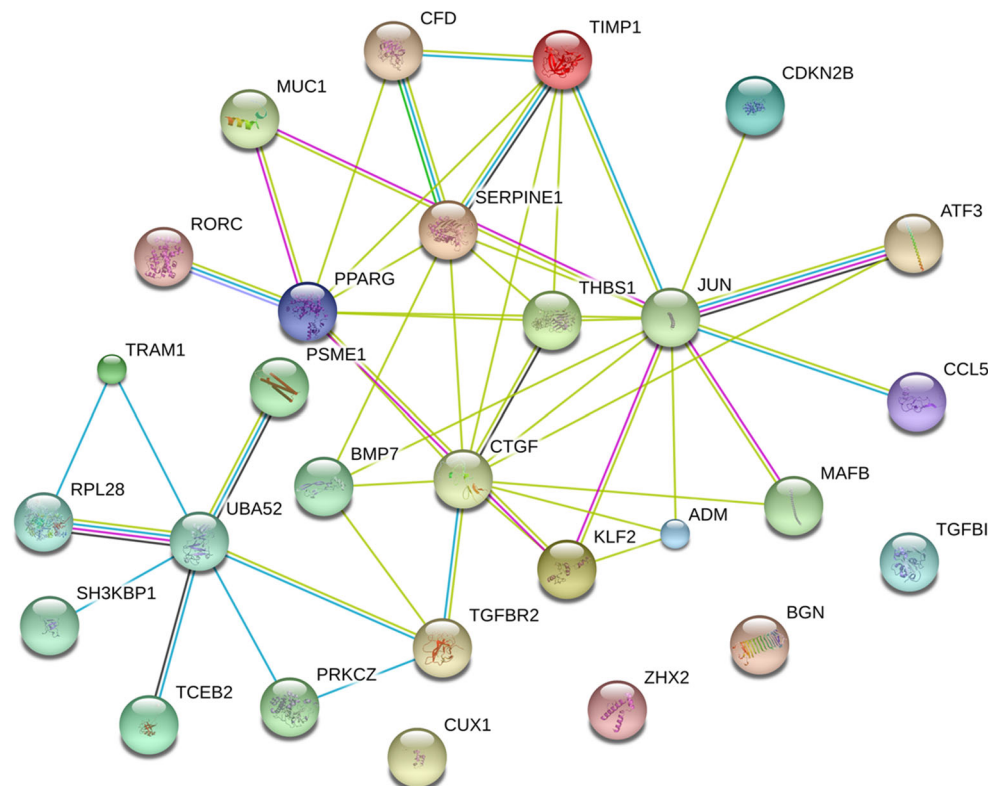 CFD
TIMP1
MUC1
CDKN2B
SERPINE1
RORC
ATF3
PPARG
THBS1
JUN
TRAM1
PSME1
CCL5
BMP7
CTGF
MAFB
RPL28
UBA52
ADM
KLF2
TGFBI
SH3KBP1
TGFBR2
BGN
TCEB2
PRKCZ
ZHX2
CUX1